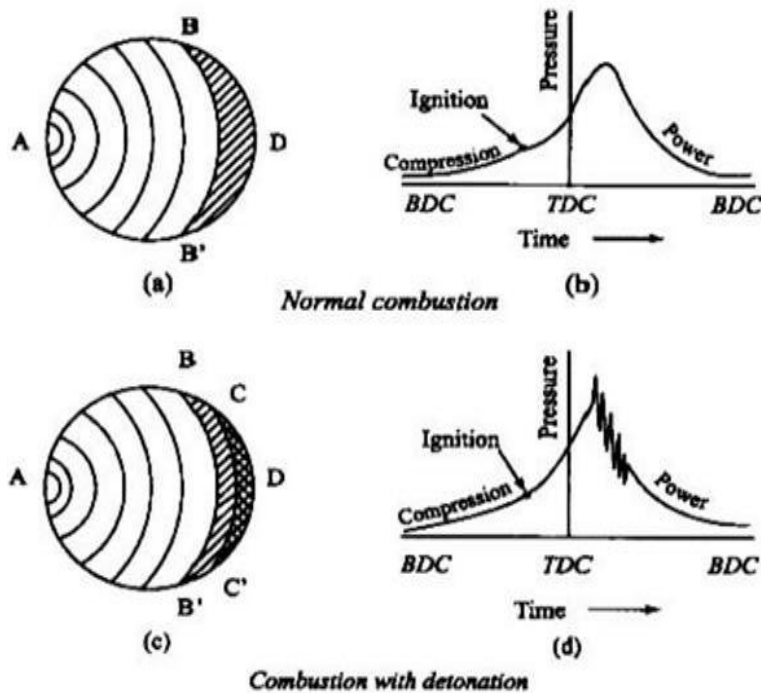 B
A
D
B'
(a)
Pressure
Ignition
Compression
Power
BDC
TDC
BDC
Time
(b)
Normal combustion
B
C
A
D
B'
C'
(c)
Pressure
Ignition
Compression
Power
BDC
TDC
BDC
Time
(d)
Combustion with detonation